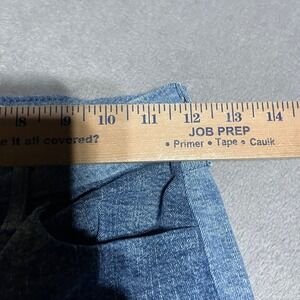 8 9 10 11 12 13 14
e it all covered?
JOB PREP
• Primer • Tape • Caulk